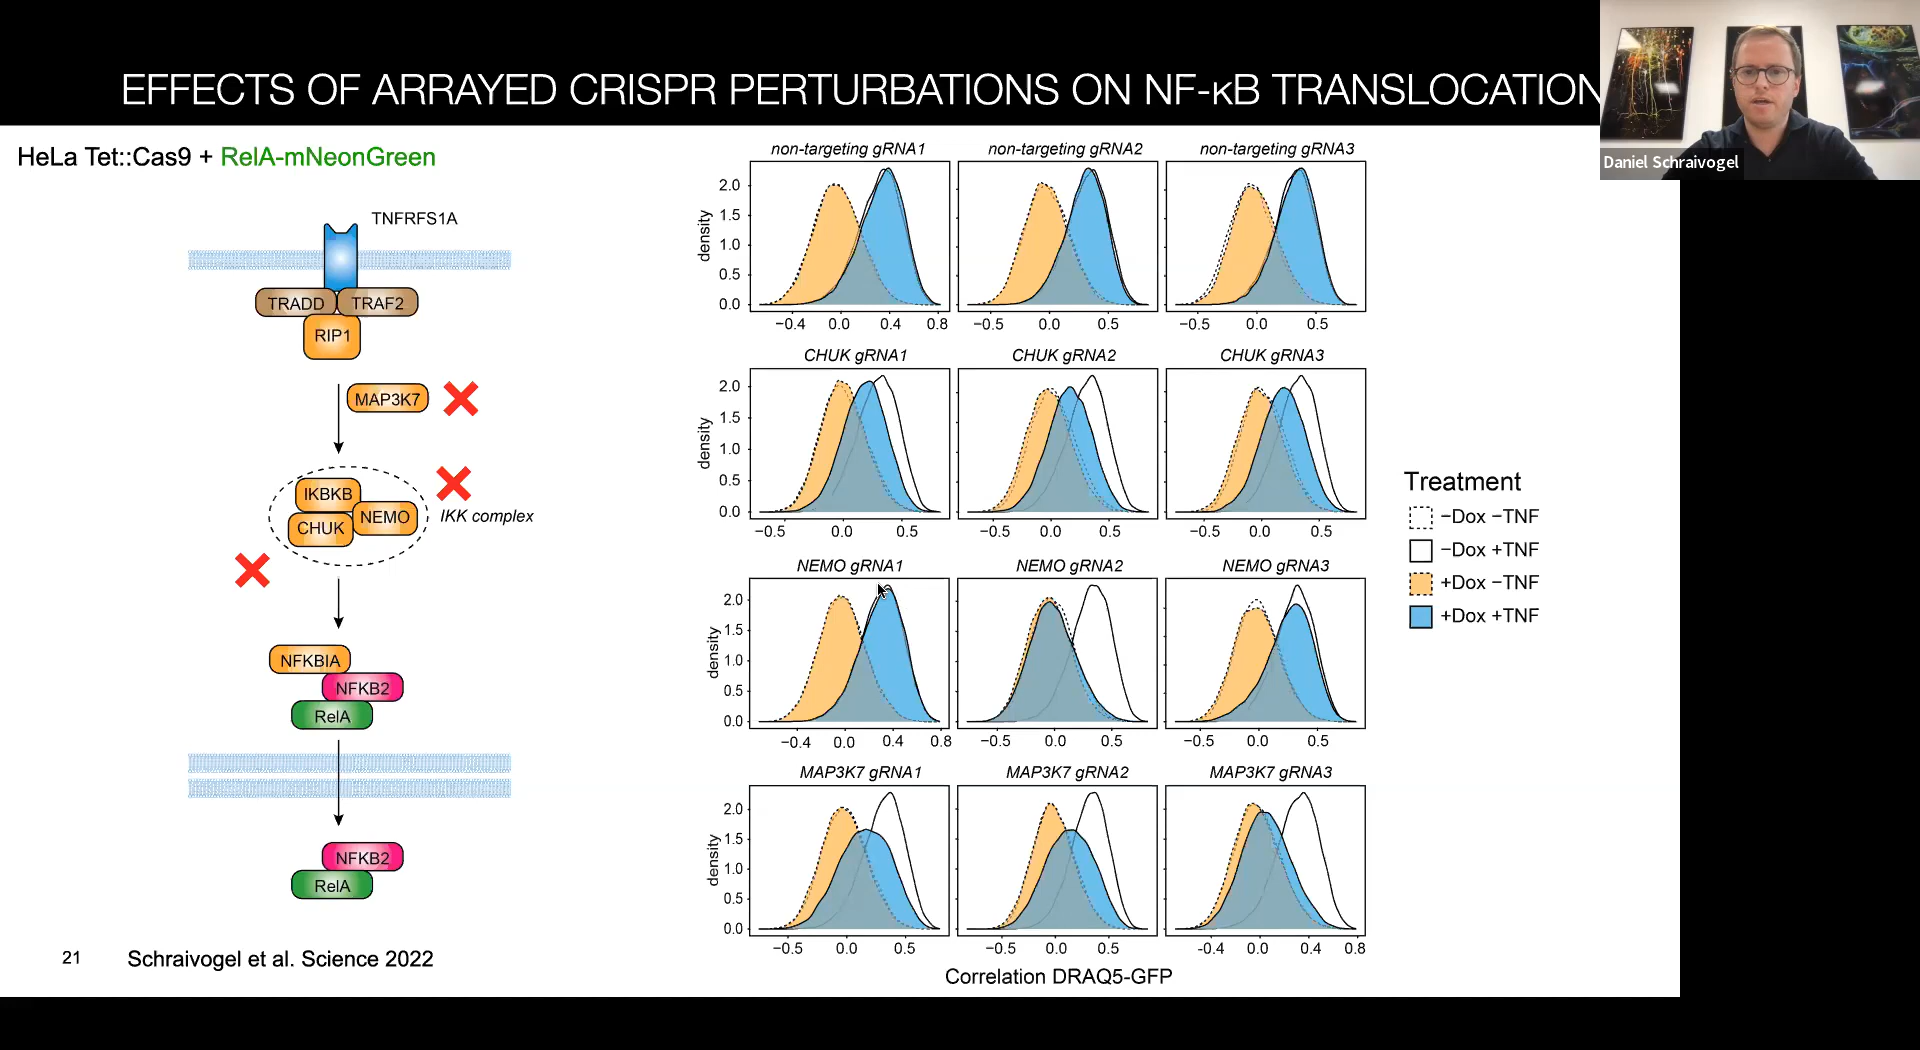 EFFECTS OF ARRAYED CRISPR PERTURBATIONS ON NF-κB TRANSLOCATION
Daniel Schraivogel
HeLa Tet::Cas9 + RelA-mNeonGreen
TNFRFS1A
TRADD
TRAF2
RIP1
MAP3K7
IKBKB
NEMO
CHUK
IKK complex
NFKBIA
NFKB2
RelA
NFKB2
RelA
21
Schraivogel et al. Science 2022
non-targeting gRNA1
non-targeting gRNA2
non-targeting gRNA3
density
2.0
1.5
1.0
0.5
0.0
−0.4 0.0 0.4 0.8
−0.5 0.0 0.5
−0.5 0.0 0.5
CHUK gRNA1
CHUK gRNA2
CHUK gRNA3
density
2.0
1.5
1.0
0.5
0.0
−0.5 0.0 0.5
−0.5 0.0 0.5
−0.5 0.0 0.5
NEMO gRNA1
NEMO gRNA2
NEMO gRNA3
density
2.0
1.5
1.0
0.5
0.0
−0.4 0.0 0.4 0.8
−0.5 0.0 0.5
−0.5 0.0 0.5
MAP3K7 gRNA1
MAP3K7 gRNA2
MAP3K7 gRNA3
density
2.0
1.5
1.0
0.5
0.0
−0.5 0.0 0.5
−0.5 0.0 0.5
-0.4 0.0 0.4 0.8
Correlation DRAQ5-GFP
Treatment
−Dox −TNF
−Dox +TNF
+Dox −TNF
+Dox +TNF